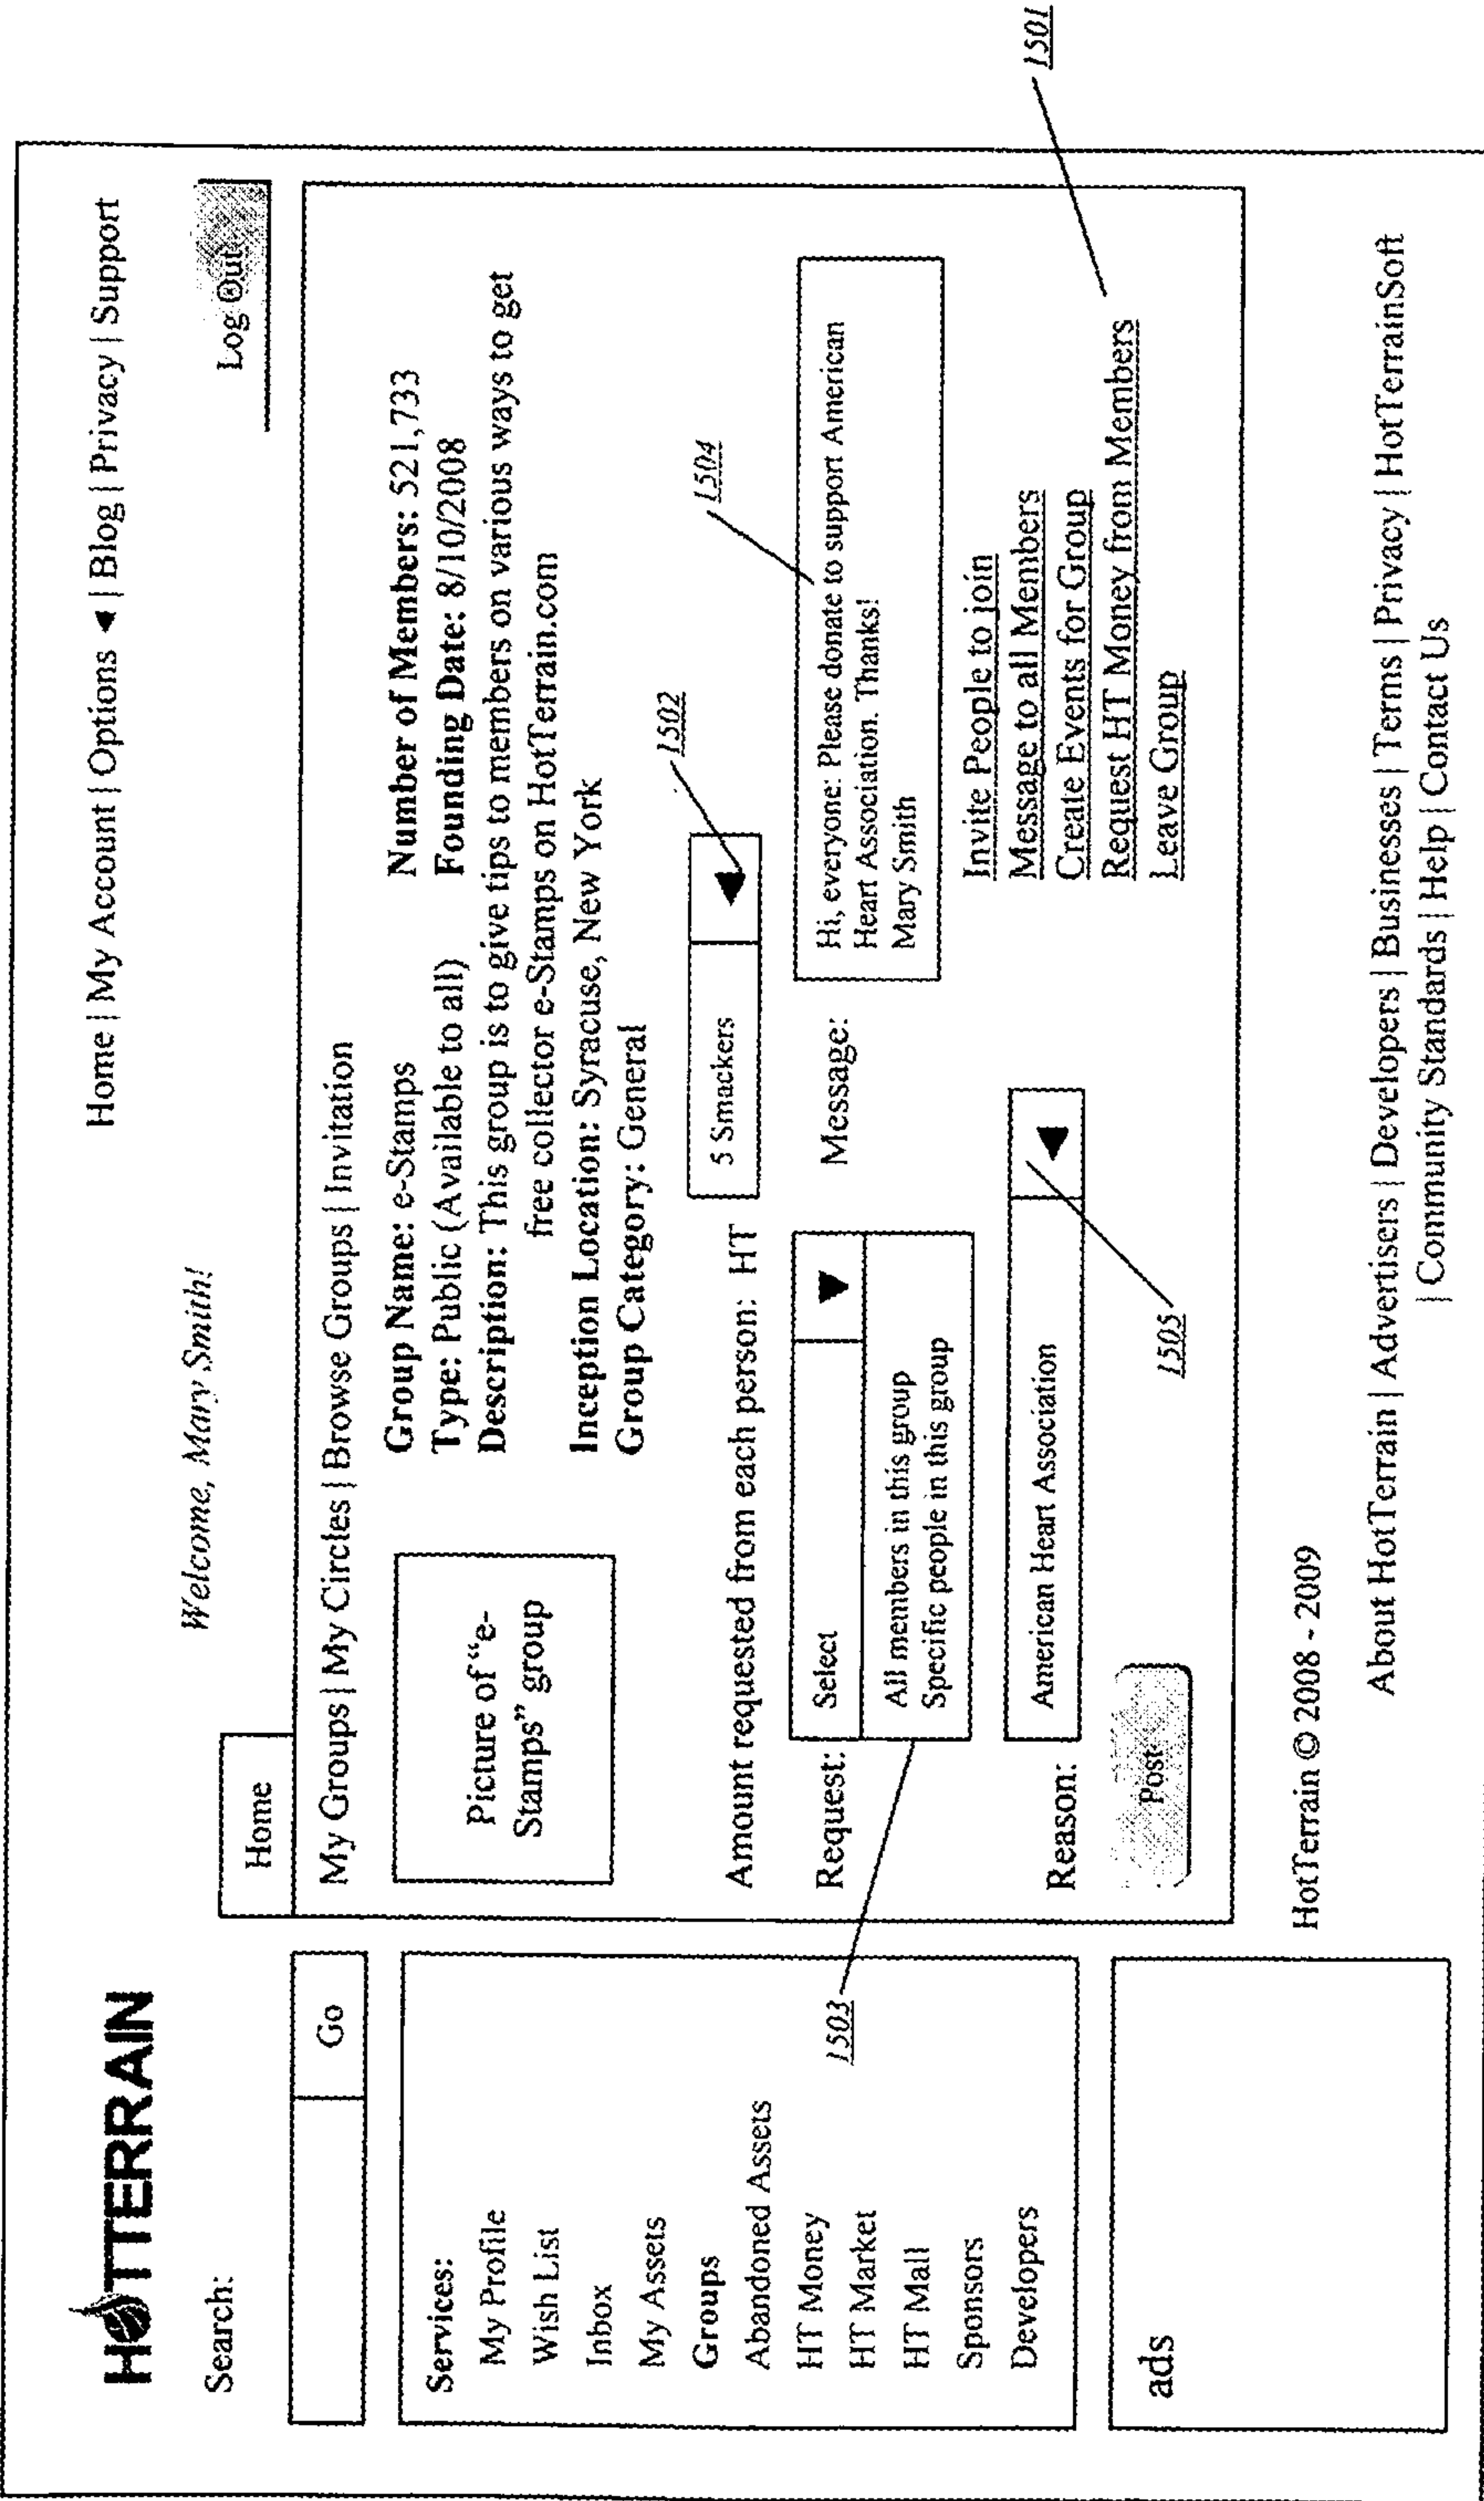 HOTTERRAIN
Home | My Account | Options ◄ | Blog | Privacy | Support
Search:
Welcome, Mary Smith!
Log Out
Go
Home
My Groups | My Circles | Browse Groups | Invitation
Services:
My Profile
Wish List
Inbox
My Assets
Groups
Abandoned Assets
HT Money
HT Market
HT Mall
Sponsors
Developers
ads
Picture of "e-
Stamps" group
Group Name: e-Stamps
Number of Members: 521,733
Type: Public (Available to all)
Founding Date: 8/10/2008
Description: This group is to give tips to members on various ways to get
free collector e-Stamps on HotTerrain.com
Inception Location: Syracuse, New York
Group Category: General
Amount requested from each person: HT
5 Smackers
1502
1504
Request:
Select
All members in this group
Specific people in this group
1503
Message:
Hi, everyone: Please donate to support American
Heart Association. Thanks!
Mary Smith
Reason:
American Heart Association
1505
Post
Invite People to join
Message to all Members
Create Events for Group
Request HT Money from Members
Leave Group
1501
HotTerrain © 2008 - 2009
About HotTerrain | Advertisers | Developers | Businesses | Terms | Privacy | HotTerrainSoft
| Community Standards | Help | Contact Us